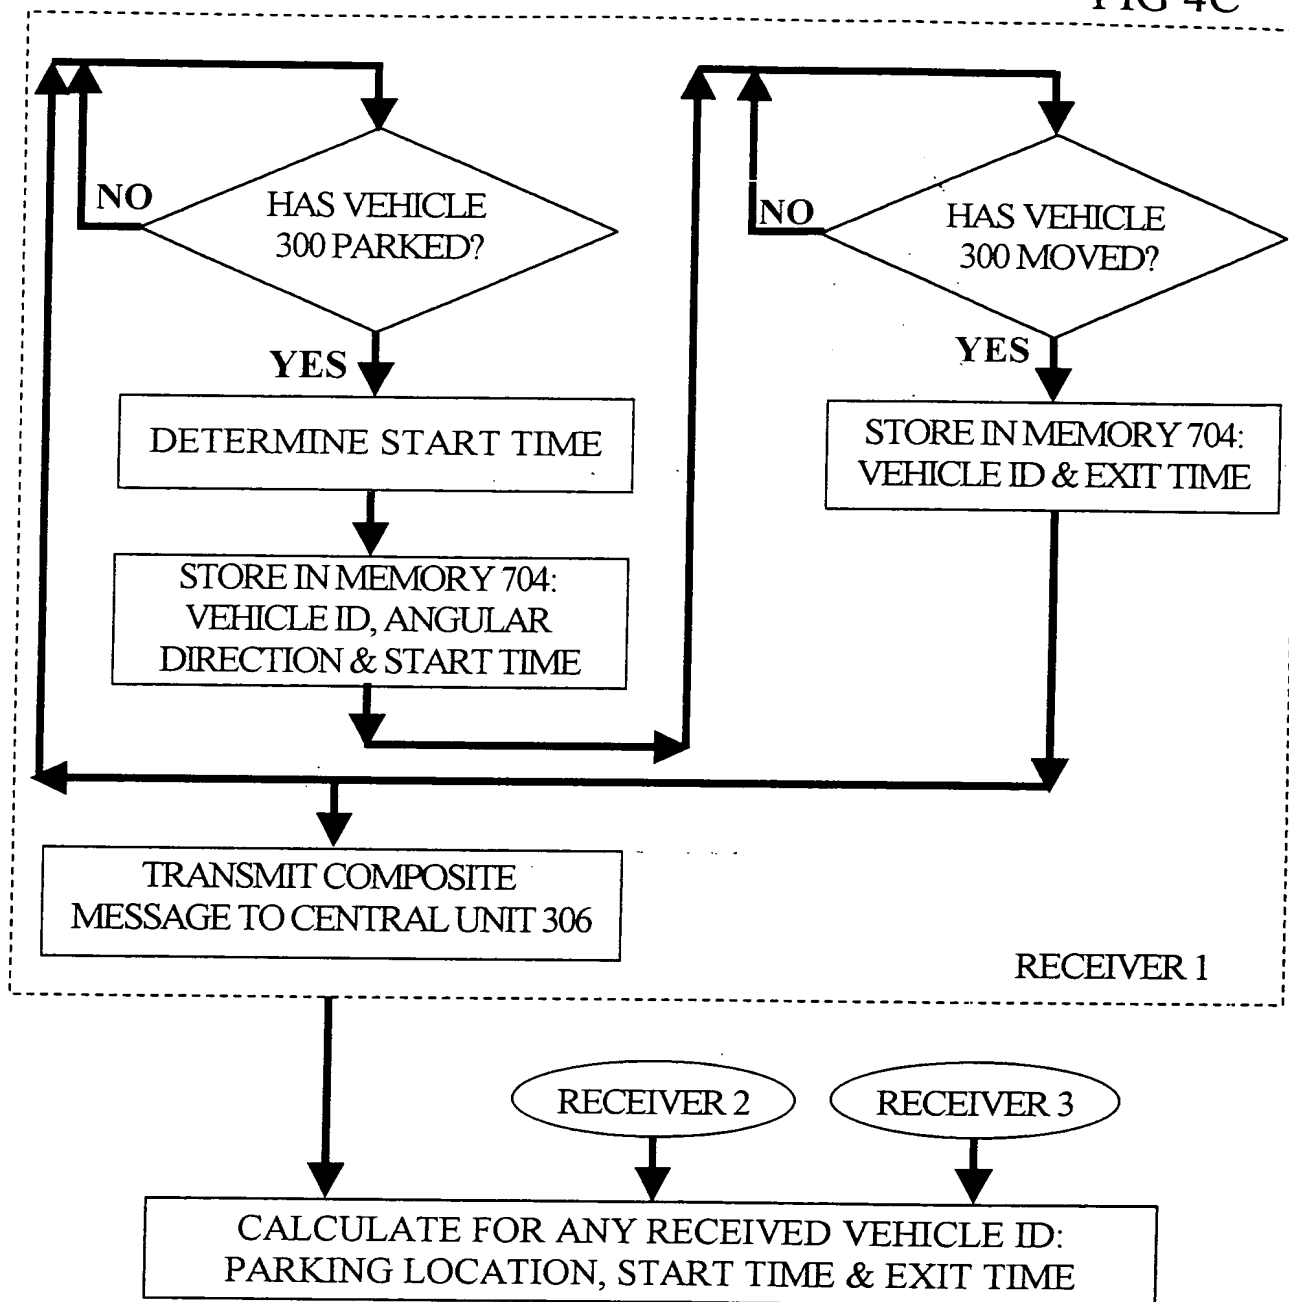 FIG 4C
NO
HAS VEHICLE
300 PARKED?
YES
DETERMINE START TIME
STORE IN MEMORY 704:
VEHICLE ID, ANGULAR
DIRECTION & START TIME
NO
HAS VEHICLE
300 MOVED?
YES
STORE IN MEMORY 704:
VEHICLE ID & EXIT TIME
TRANSMIT COMPOSITE
MESSAGE TO CENTRAL UNIT 306
RECEIVER 1
RECEIVER 2
RECEIVER 3
CALCULATE FOR ANY RECEIVED VEHICLE ID:
PARKING LOCATION, START TIME & EXIT TIME